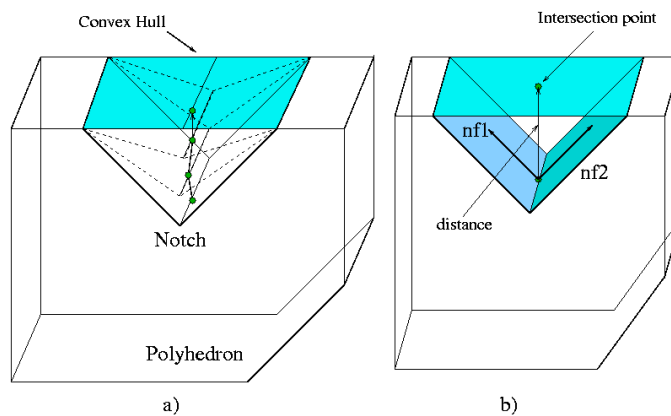 Convex Hull
Intersection point
nf1
nf2
distance
Notch
Polyhedron
a)
b)